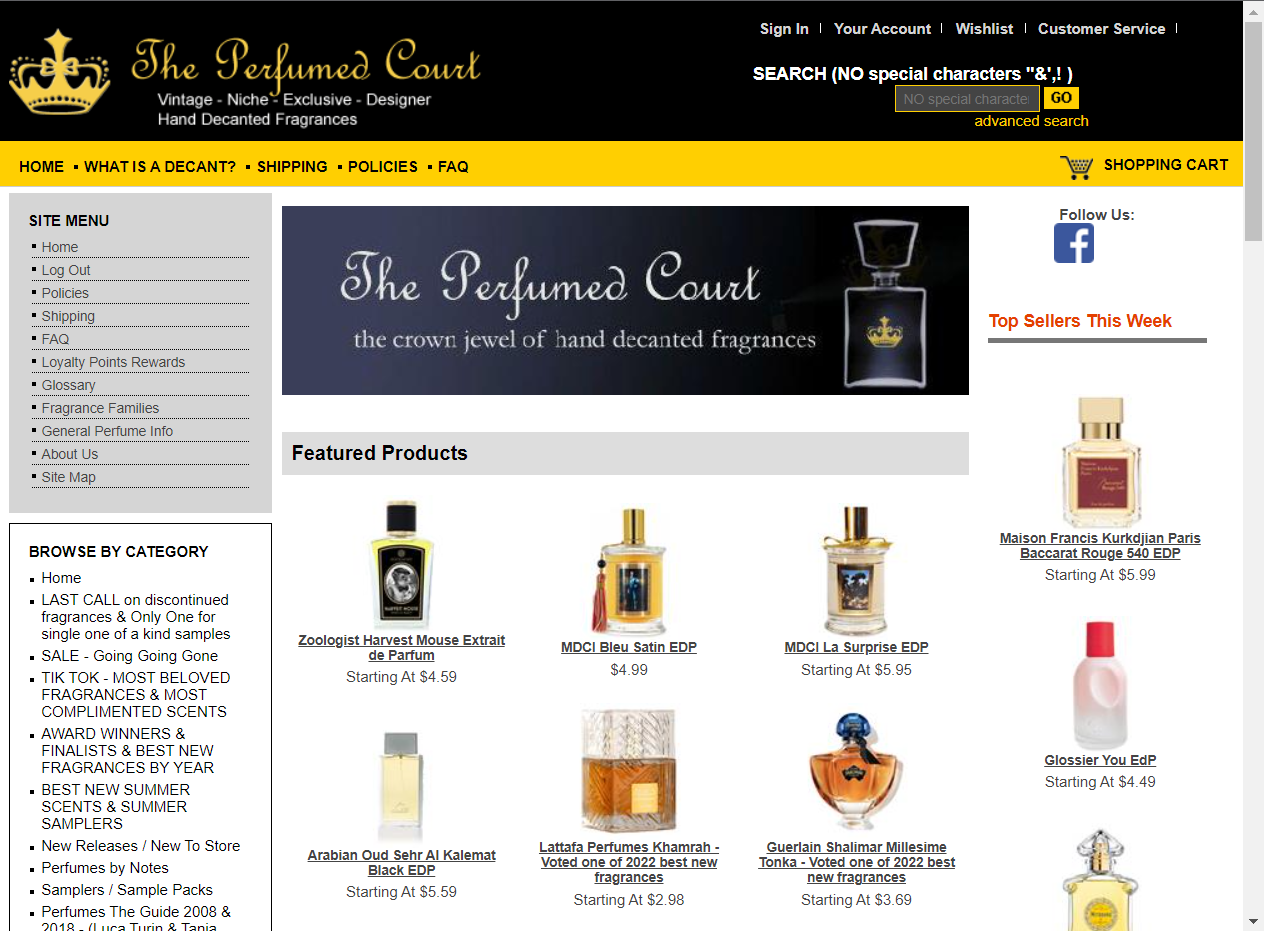 The Perfumed Court
Vintage - Niche - Exclusive - Designer
Hand Decanted Fragrances
Sign In
Your Account
Wishlist
Customer Service
SEARCH (NO special characters "&',! )
NO special characte
GO
advanced search
HOME
WHAT IS A DECANT?
SHIPPING
POLICIES
FAQ
SHOPPING CART
SITE MENU
Home
Log Out
Policies
Shipping
FAQ
Loyalty Points Rewards
Glossary
Fragrance Families
General Perfume Info
About Us
Site Map
BROWSE BY CATEGORY
Home
LAST CALL on discontinued
fragrances & Only One for
single one of a kind samples
SALE - Going Going Gone
TIK TOK - MOST BELOVED
FRAGRANCES & MOST
COMPLIMENTED SCENTS
AWARD WINNERS &
FINALISTS & BEST NEW
FRAGRANCES BY YEAR
BEST NEW SUMMER
SCENTS & SUMMER
SAMPLERS
New Releases / New To Store
Perfumes by Notes
Samplers / Sample Packs
Perfumes The Guide 2008 &
2018 - (Luca Turin & Tania
The Perfumed Court
the crown jewel of hand decanted fragrances
Featured Products
Zoologist Harvest Mouse Extrait
de Parfum
Starting At $4.59
MDCI Bleu Satin EDP
$4.99
MDCI La Surprise EDP
Starting At $5.95
Arabian Oud Sehr Al Kalemat
Black EDP
Starting At $5.59
Lattafa Perfumes Khamrah -
Voted one of 2022 best new
fragrances
Starting At $2.98
Guerlain Shalimar Millesime
Tonka - Voted one of 2022 best
new fragrances
Starting At $3.69
Follow Us:
Top Sellers This Week
Maison Francis Kurkdjian Paris
Baccarat Rouge 540 EDP
Starting At $5.99
Glossier You EdP
Starting At $4.49